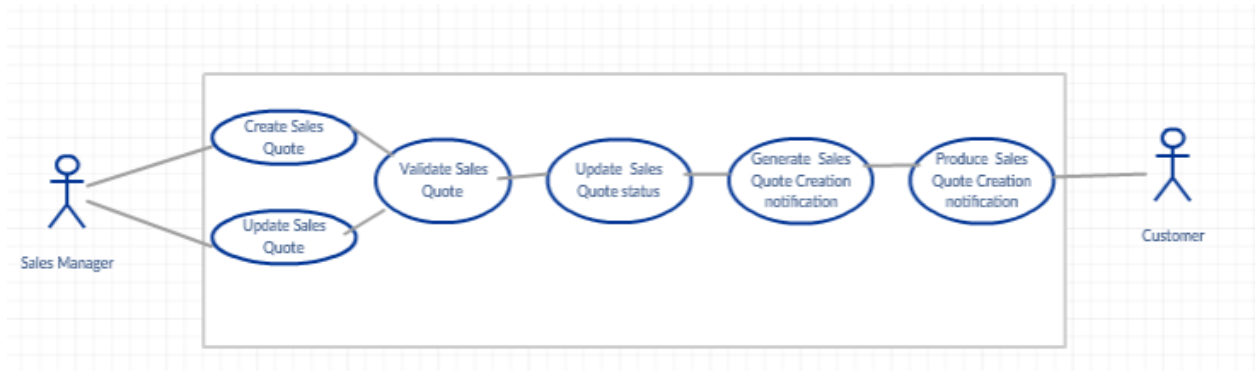 Create Sales
Quote
Validate Sales
Quote
Update Sales
Quote status
Generate Sales
Quote Creation
notification
Produce Sales
Quote Creation
notification
Update Sales
Quote
Sales Manager
Customer